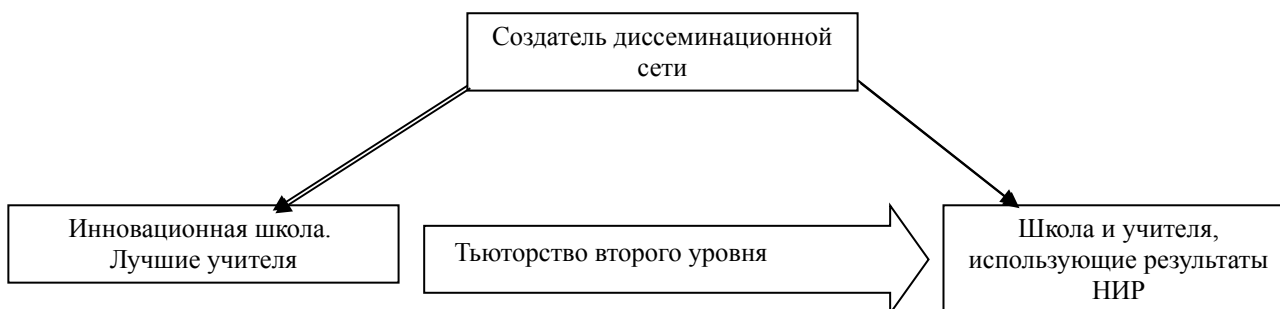 Создатель диссеминационной
сети
Инновационная школа.
Лучшие учителя
Тьюторство второго уровня
Школа и учителя,
использующие результаты
НИР